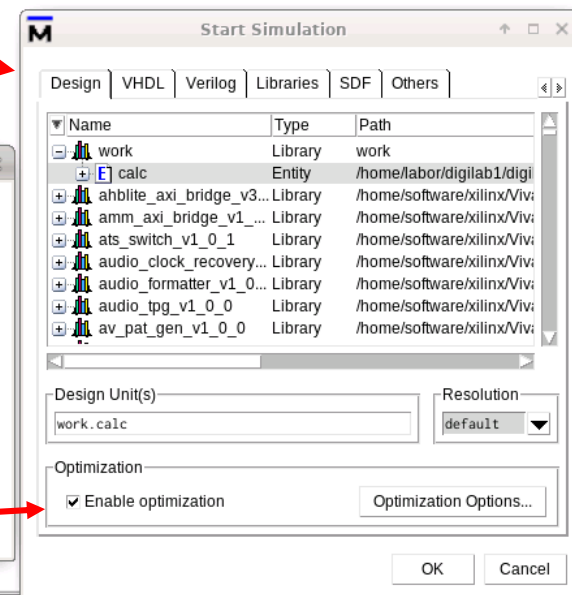 Start Simulation
Design VHDL Verilog Libraries SDF Others
Name Type Path
work Library work
E calc Entity /home/labor/digilab1/digil
ahblite_axi_bridge_v3... Library /home/software/xilinx/Viva
amm_axi_bridge_v1_... Library /home/software/xilinx/Viva
ats_switch_v1_0_1 Library /home/software/xilinx/Viva
audio_clock_recovery... Library /home/software/xilinx/Viva
audio_formatter_v1_0... Library /home/software/xilinx/Viva
audio_tpg_v1_0_0 Library /home/software/xilinx/Viva
av_pat_gen_v1_0_0 Library /home/software/xilinx/Viva
Design Unit(s) Resolution
work.calc default
Optimization
Enable optimization Optimization Options...
OK Cancel